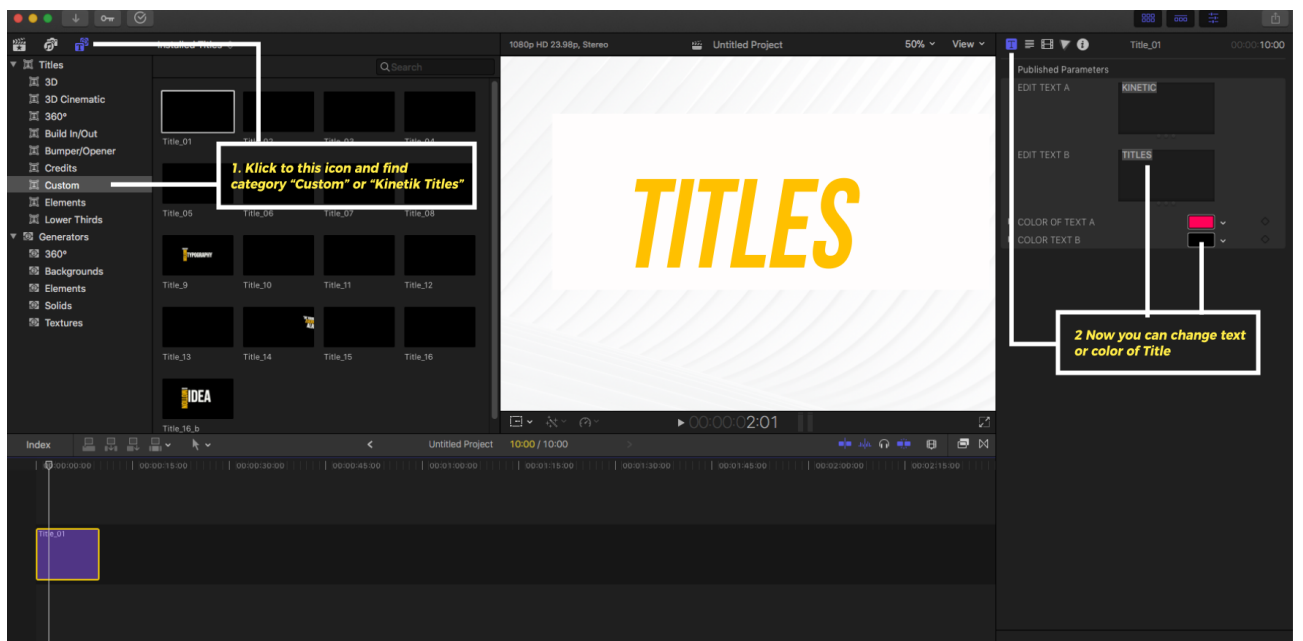 Installed Titles
1080p HD 23.98p, Stereo
Untitled Project
50%
View
Title_01
00:00:10:00
Titles
3D
3D Cinematic
360°
Build In/Out
Bumper/Opener
Credits
Custom
Elements
Lower Thirds
Generators
360°
Backgrounds
Elements
Solids
Textures
Search
Title_01
Title_02
Title_03
Title_04
1. Klick to this icon and find
category “Custom” or “Kinetik Titles”
Title_05
Title_06
Title_07
Title_08
TYPOGRAPHY
Title_9
Title_10
Title_11
Title_12
Title_13
Title_14
Title_15
Title_16
IDEA
Title_16_b
TITLES
00:00:02:01
Published Parameters
EDIT TEXT A
KINETIC
EDIT TEXT B
TITLES
COLOR OF TEXT A
COLOR TEXT B
2 Now you can change text
or color of Title
Index
Untitled Project
10:00 / 10:00
00:00:00:00
00:00:15:00
00:00:30:00
00:00:45:00
00:01:00:00
00:01:15:00
00:01:30:00
00:01:45:00
00:02:00:00
00:02:15:00
Title_01